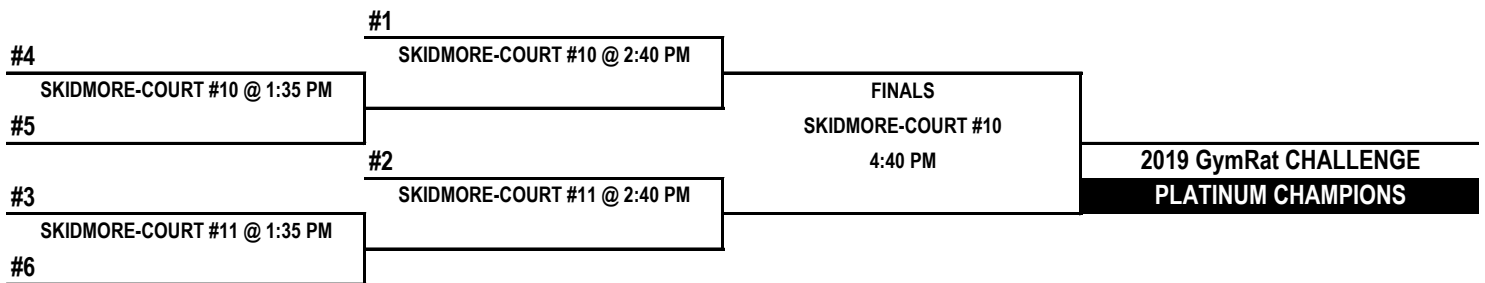 #1
#4
SKIDMORE-COURT #10 @ 2:40 PM
SKIDMORE-COURT #10 @ 1:35 PM
FINALS
#5
SKIDMORE-COURT #10
#2
4:40 PM
2019 GymRat CHALLENGE
#3
SKIDMORE-COURT #11 @ 2:40 PM
PLATINUM CHAMPIONS
SKIDMORE-COURT #11 @ 1:35 PM
#6